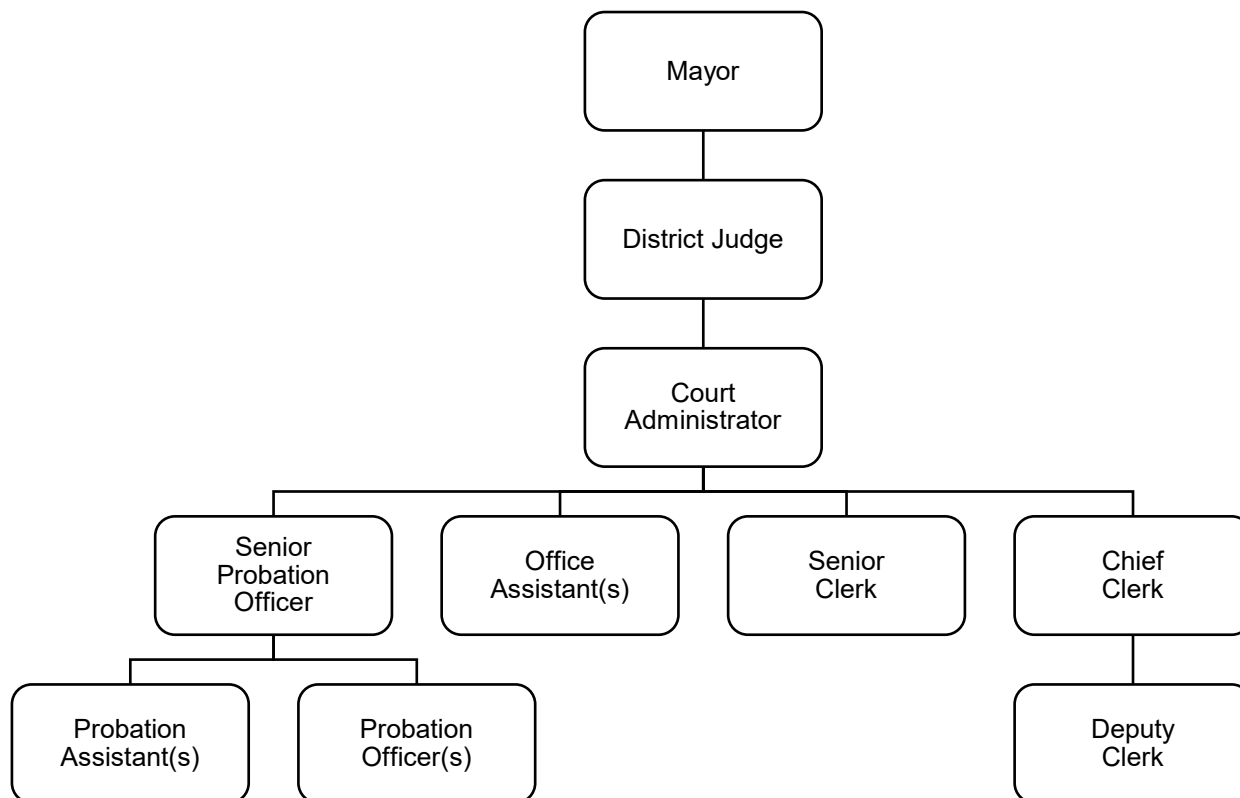 Mayor
District Judge
Court
Administrator
Senior
Probation
Officer
Office
Assistant(s)
Senior
Clerk
Chief
Clerk
Probation
Assistant(s)
Probation
Officer(s)
Deputy
Clerk